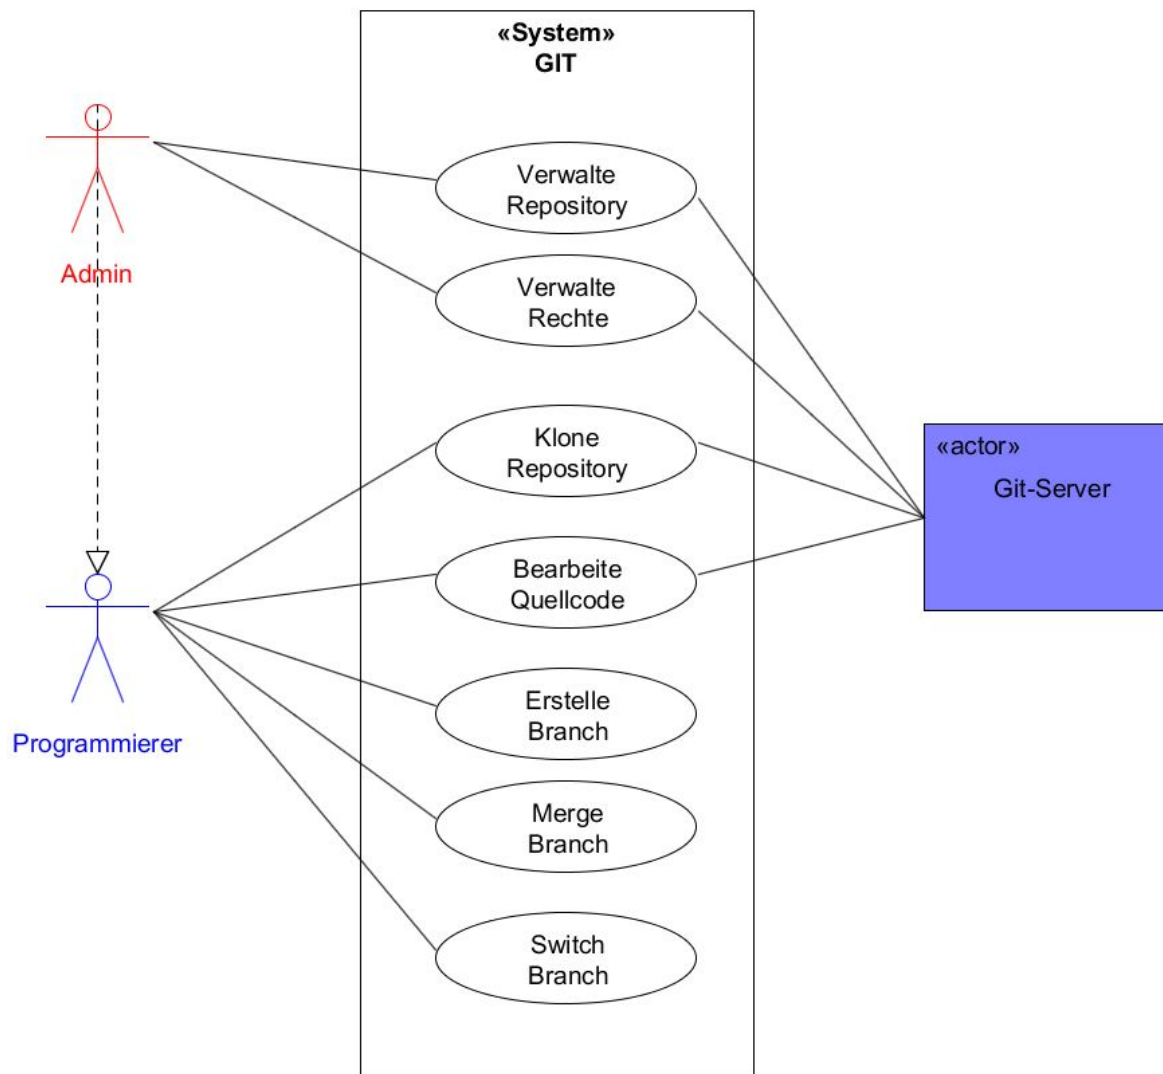 «System»
GIT
Verwalte
Repository
Admin
Verwalte
Rechte
Klone
Repository
«actor»
Git-Server
Bearbeite
Quellcode
Programmierer
Erstelle
Branch
Merge
Branch
Switch
Branch